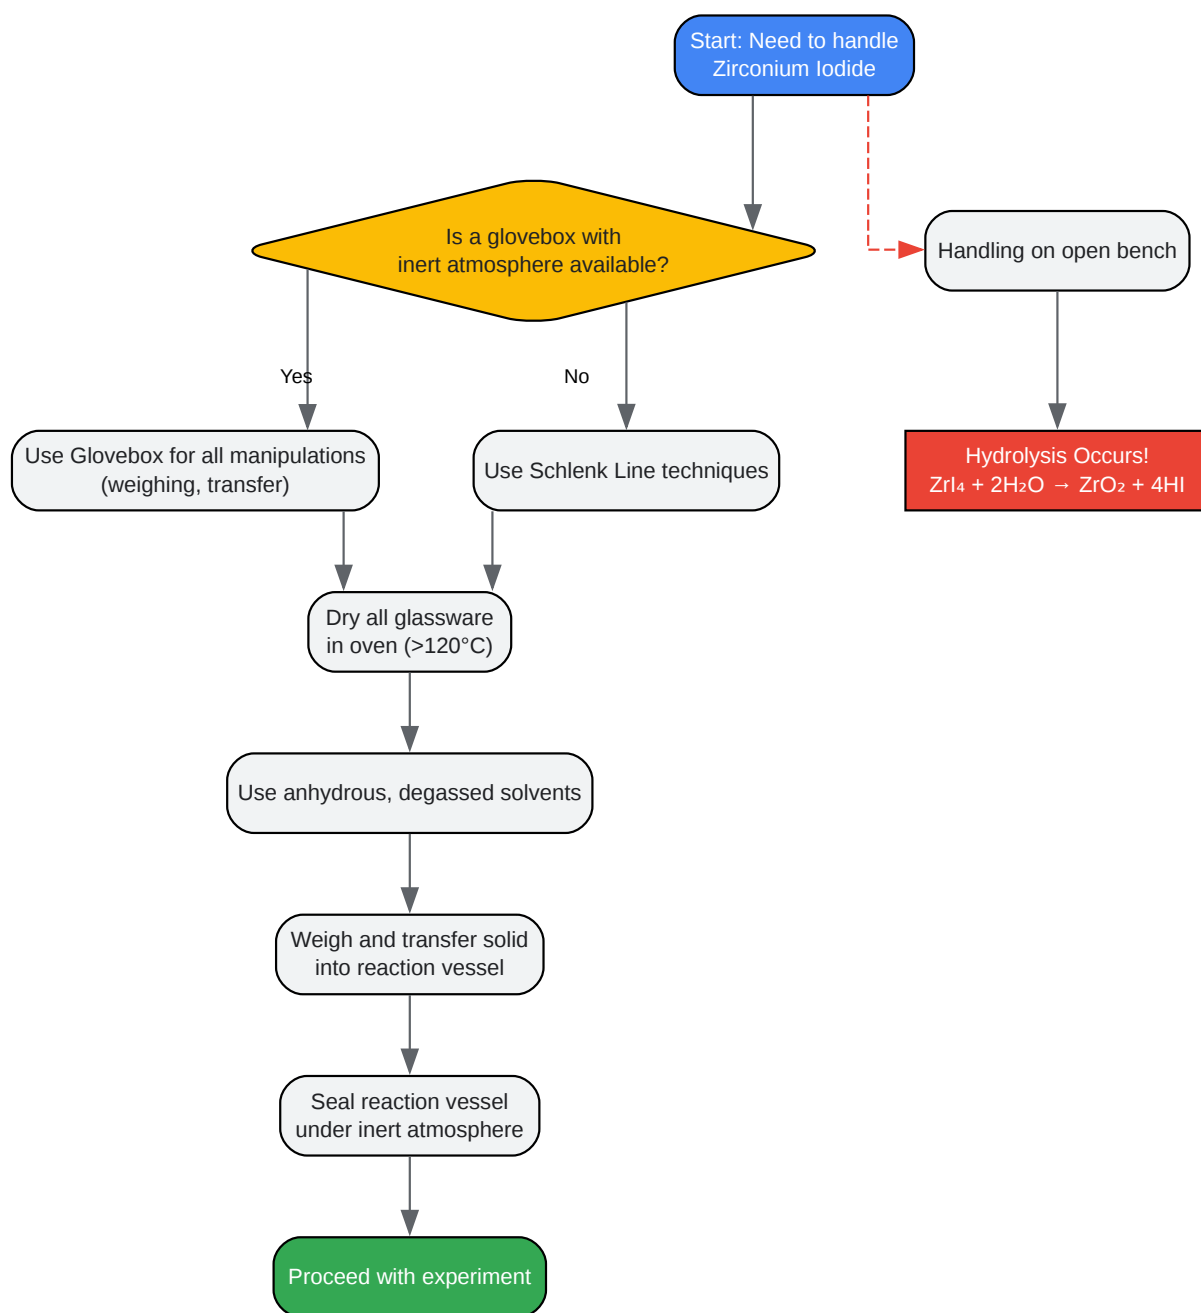 Start: Need to handle
Zirconium Iodide
Is a glovebox with
inert atmosphere available?
Handling on open bench
Yes
No
Use Glovebox for all manipulations
(weighing, transfer)
Use Schlenk Line techniques
Hydrolysis Occurs!
ZrI₄ + 2H₂O → ZrO₂ + 4HI
Dry all glassware
in oven (>120°C)
Use anhydrous, degassed solvents
Weigh and transfer solid
into reaction vessel
Seal reaction vessel
under inert atmosphere
Proceed with experiment